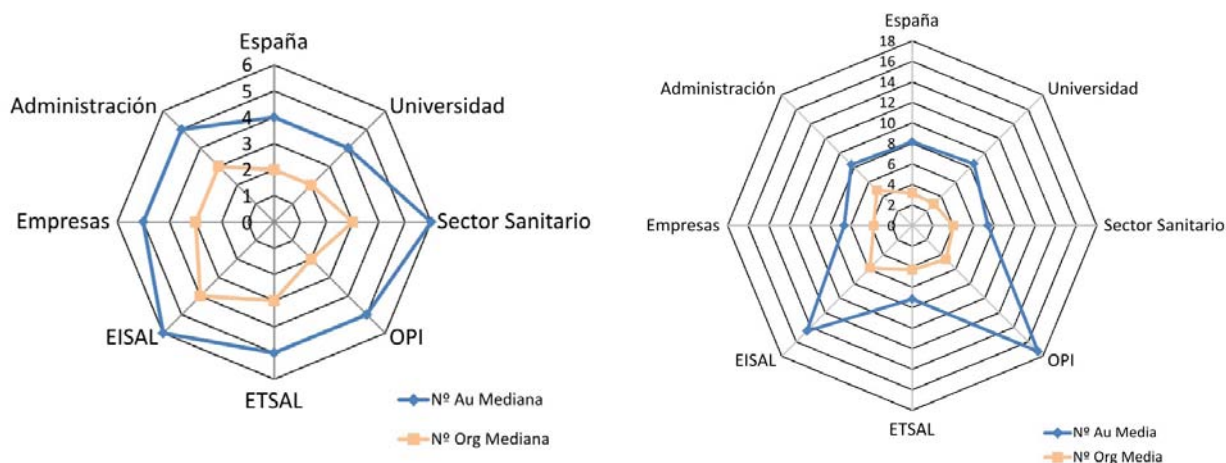 España
6
5
4
3
2
1
0
Administración
Universidad
Empresas
Sector Sanitario
EISAL
OPI
ETSAL
Nº Au Mediana
Nº Org Mediana
España
18
16
14
12
10
8
6
4
2
0
Administración
Universidad
Empresas
Sector Sanitario
EISAL
OPI
ETSAL
Nº Au Media
Nº Org Media